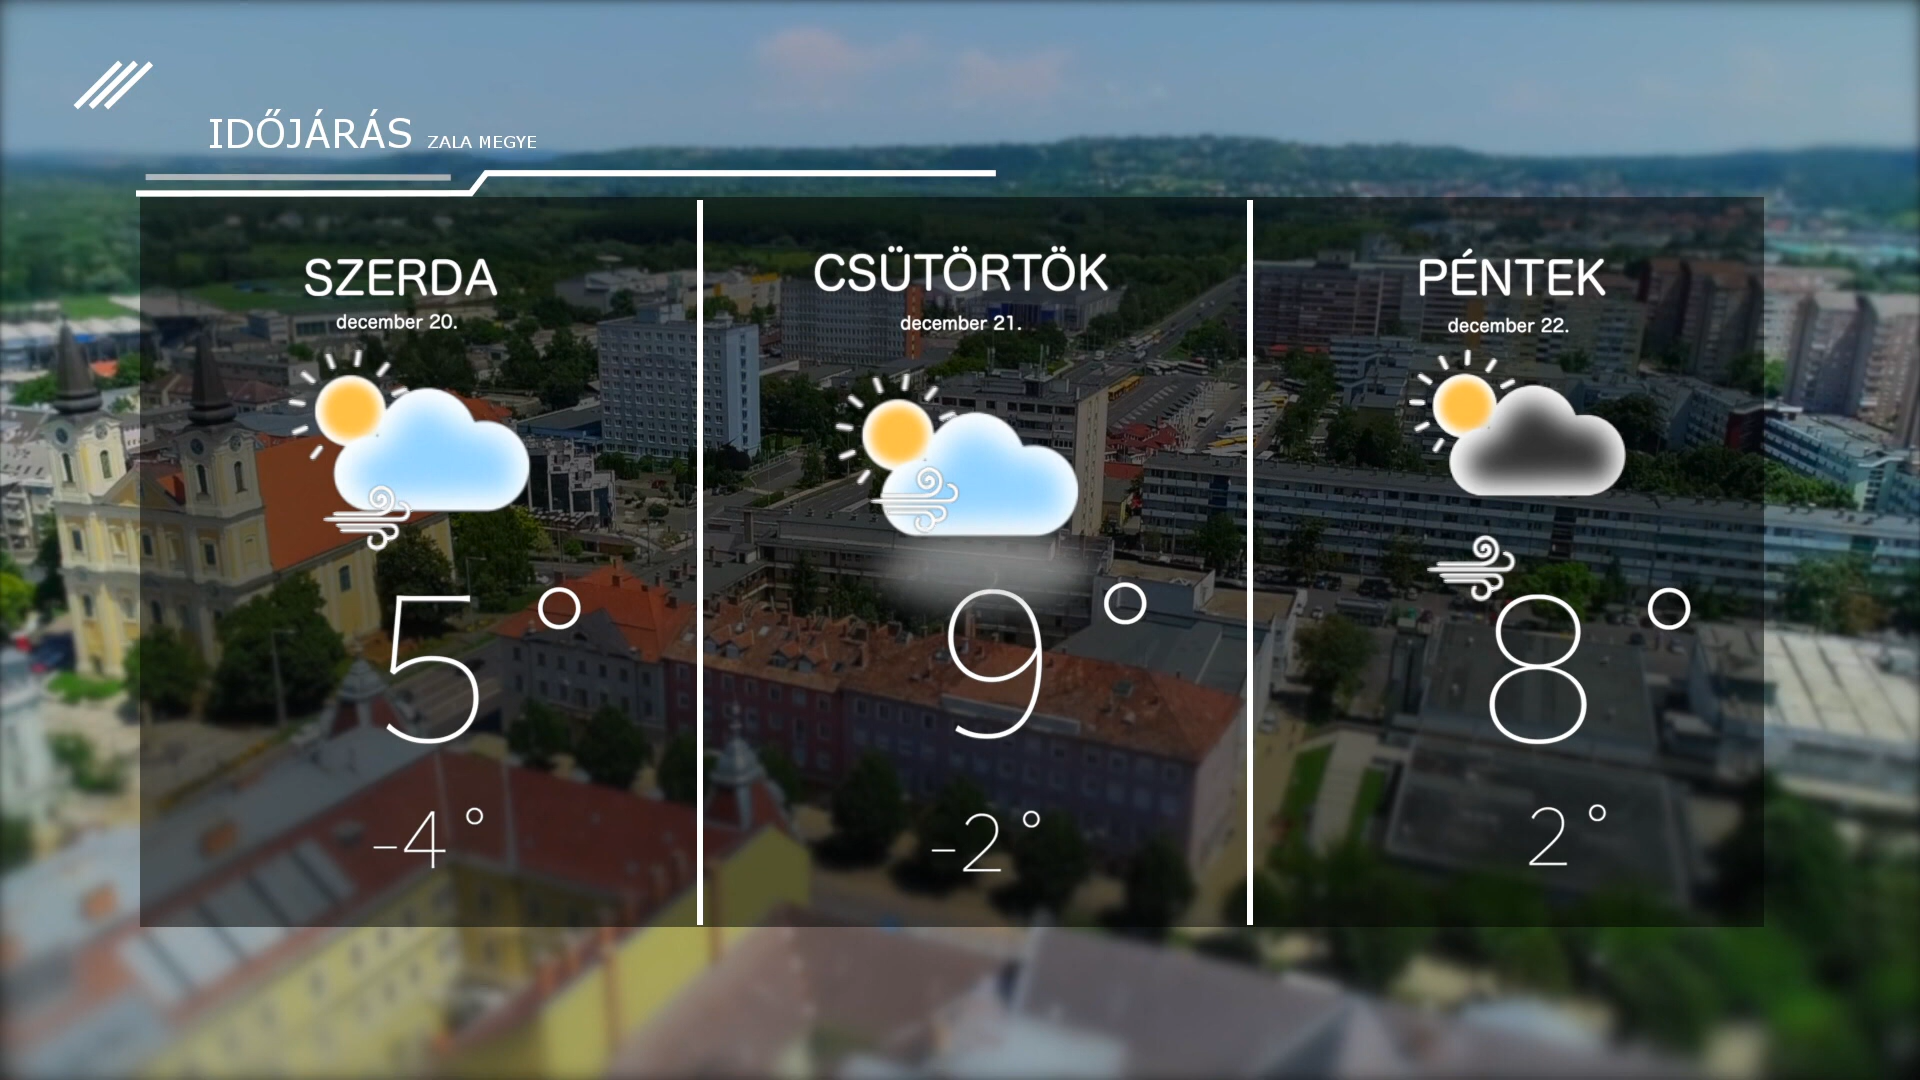 IDŐJÁRÁS ZALA MEGYE
SZERDA
december 20.
5°
-4°
CSÜTÖRTÖK
december 21.
9°
-2°
PÉNTEK
december 22.
8°
2°